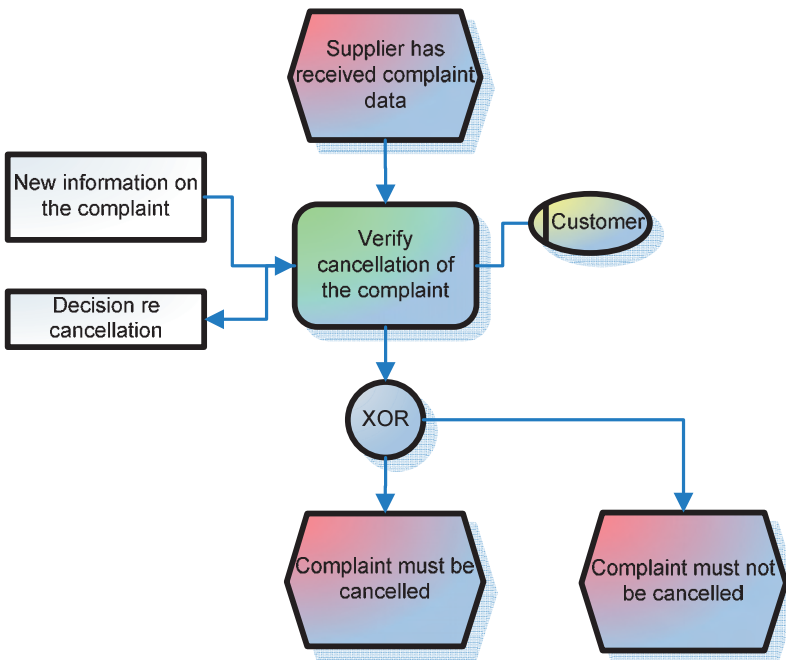 Supplier has
received complaint
data
New information on
the complaint
Verify
cancellation of
the complaint
Customer
Decision re
cancellation
XOR
Complaint must be
cancelled
Complaint must not
be cancelled